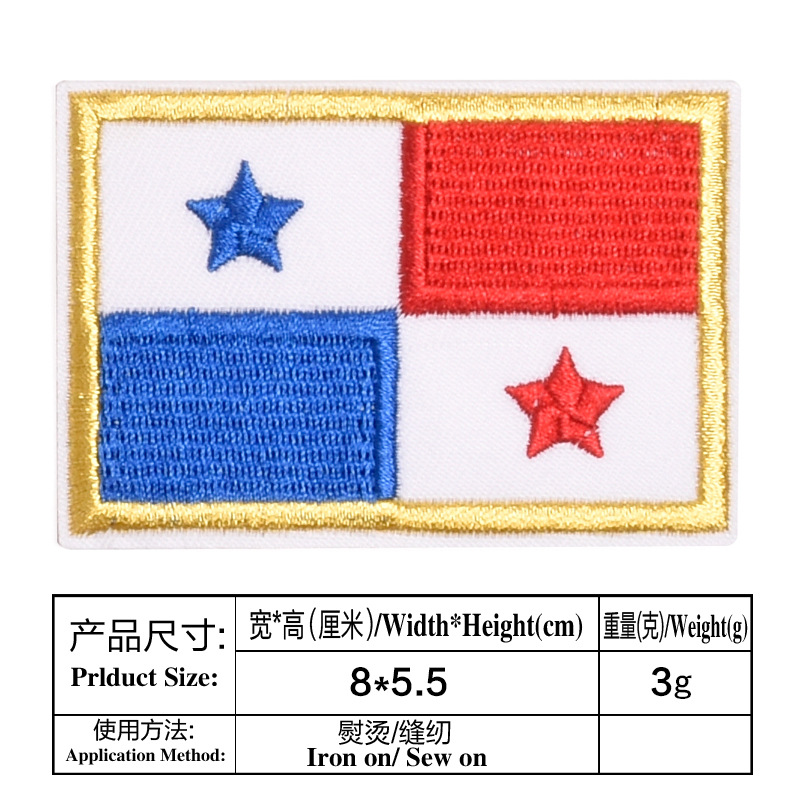 产品尺寸:
Prlduct Size:
宽*高(厘米)/Width*Height(cm)
重量(克)/Weight(g)
8*5.5
3g
使用方法:
Application Method:
熨烫/缝纫
Iron on/ Sew on